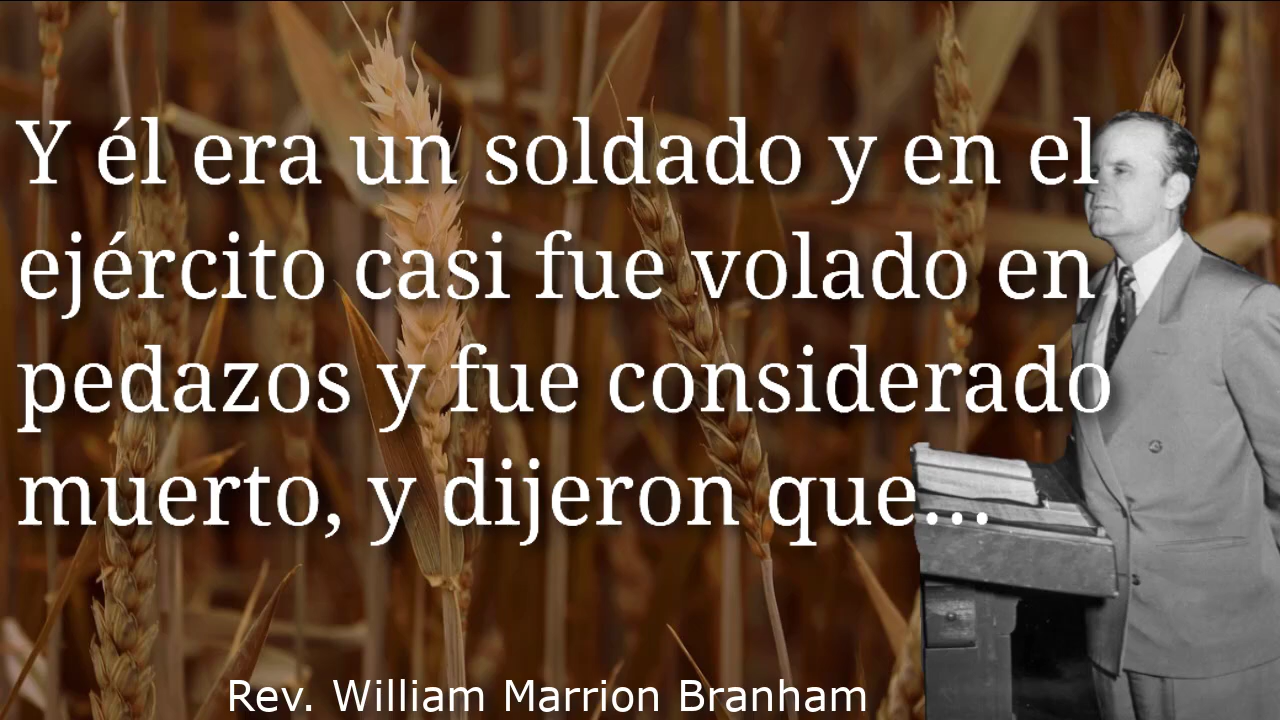 Y él era un soldado y en el
ejército casi fue volado en
pedazos y fue considerado
muerto, y dijeron que...
Rev. William Marrion Branham